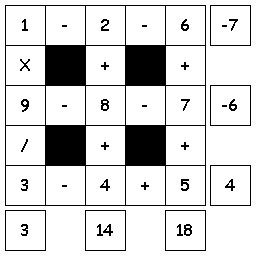 1 - 2 - 6 -7
X + +
9 - 8 - 7 -6
/ + +
3 - 4 + 5 4
3 14 18